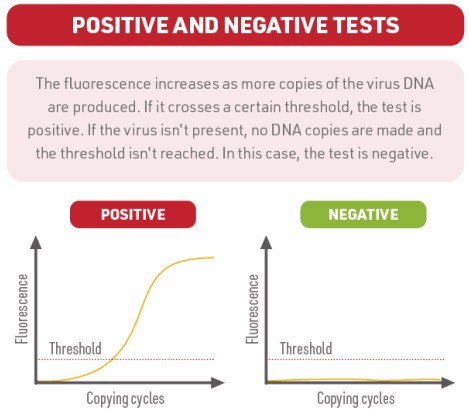 POSITIVE AND NEGATIVE TESTS
The fluorescence increases as more copies of the virus DNA
are produced. If it crosses a certain threshold, the test is
positive. If the virus isn't present, no DNA copies are made and
the threshold isn't reached. In this case, the test is negative.
POSITIVE
Fluorescence
Threshold
Copying cycles
NEGATIVE
Fluorescence
Threshold
Copying cycles